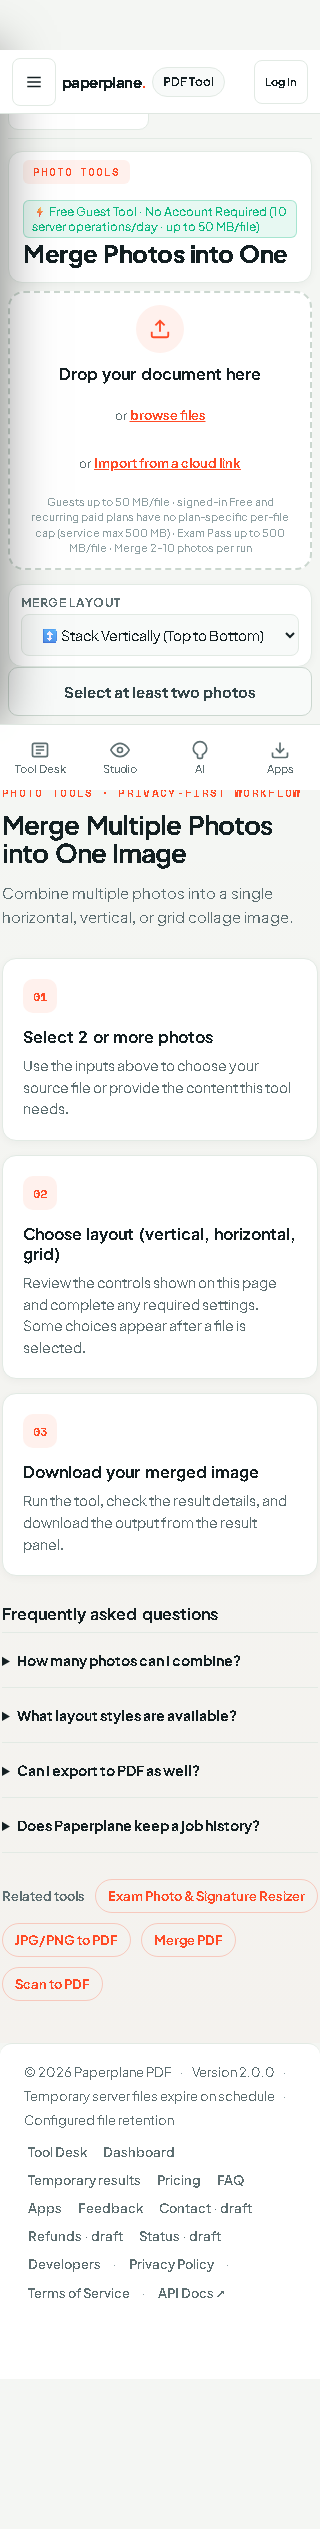 paperplane.
PDF Tool
Log in
PHOTO TOOLS
⚡ Free Guest Tool · No Account Required (10
server operations/day · up to 50 MB/file)
Merge Photos into One
Drop your document here
or browse files
or Import from a cloud link
Guests up to 50 MB/file · signed-in Free and
recurring paid plans have no plan-specific per-file
cap (service max 500 MB) · Exam Pass up to 500
MB/file · Merge 2–10 photos per run
MERGE LAYOUT
↕️ Stack Vertically (Top to Bottom)
Select at least two photos
Tool Desk
Studio
AI
Apps
PHOTO TOOLS · PRIVACY-FIRST WORKFLOW
Merge Multiple Photos
into One Image
Combine multiple photos into a single
horizontal, vertical, or grid collage image.
01
Select 2 or more photos
Use the inputs above to choose your
source file or provide the content this tool
needs.
02
Choose layout (vertical, horizontal,
grid)
Review the controls shown on this page
and complete any required settings.
Some choices appear after a file is
selected.
03
Download your merged image
Run the tool, check the result details, and
download the output from the result
panel.
Frequently asked questions
▶ How many photos can I combine?
▶ What layout styles are available?
▶ Can I export to PDF as well?
▶ Does Paperplane keep a job history?
Related tools
Exam Photo & Signature Resizer
JPG/PNG to PDF
Merge PDF
Scan to PDF
© 2026 Paperplane PDF · Version 2.0.0 ·
Temporary server files expire on schedule ·
Configured file retention
Tool Desk Dashboard
Temporary results Pricing FAQ
Apps Feedback Contact · draft
Refunds · draft Status · draft
Developers · Privacy Policy ·
Terms of Service · API Docs ↗